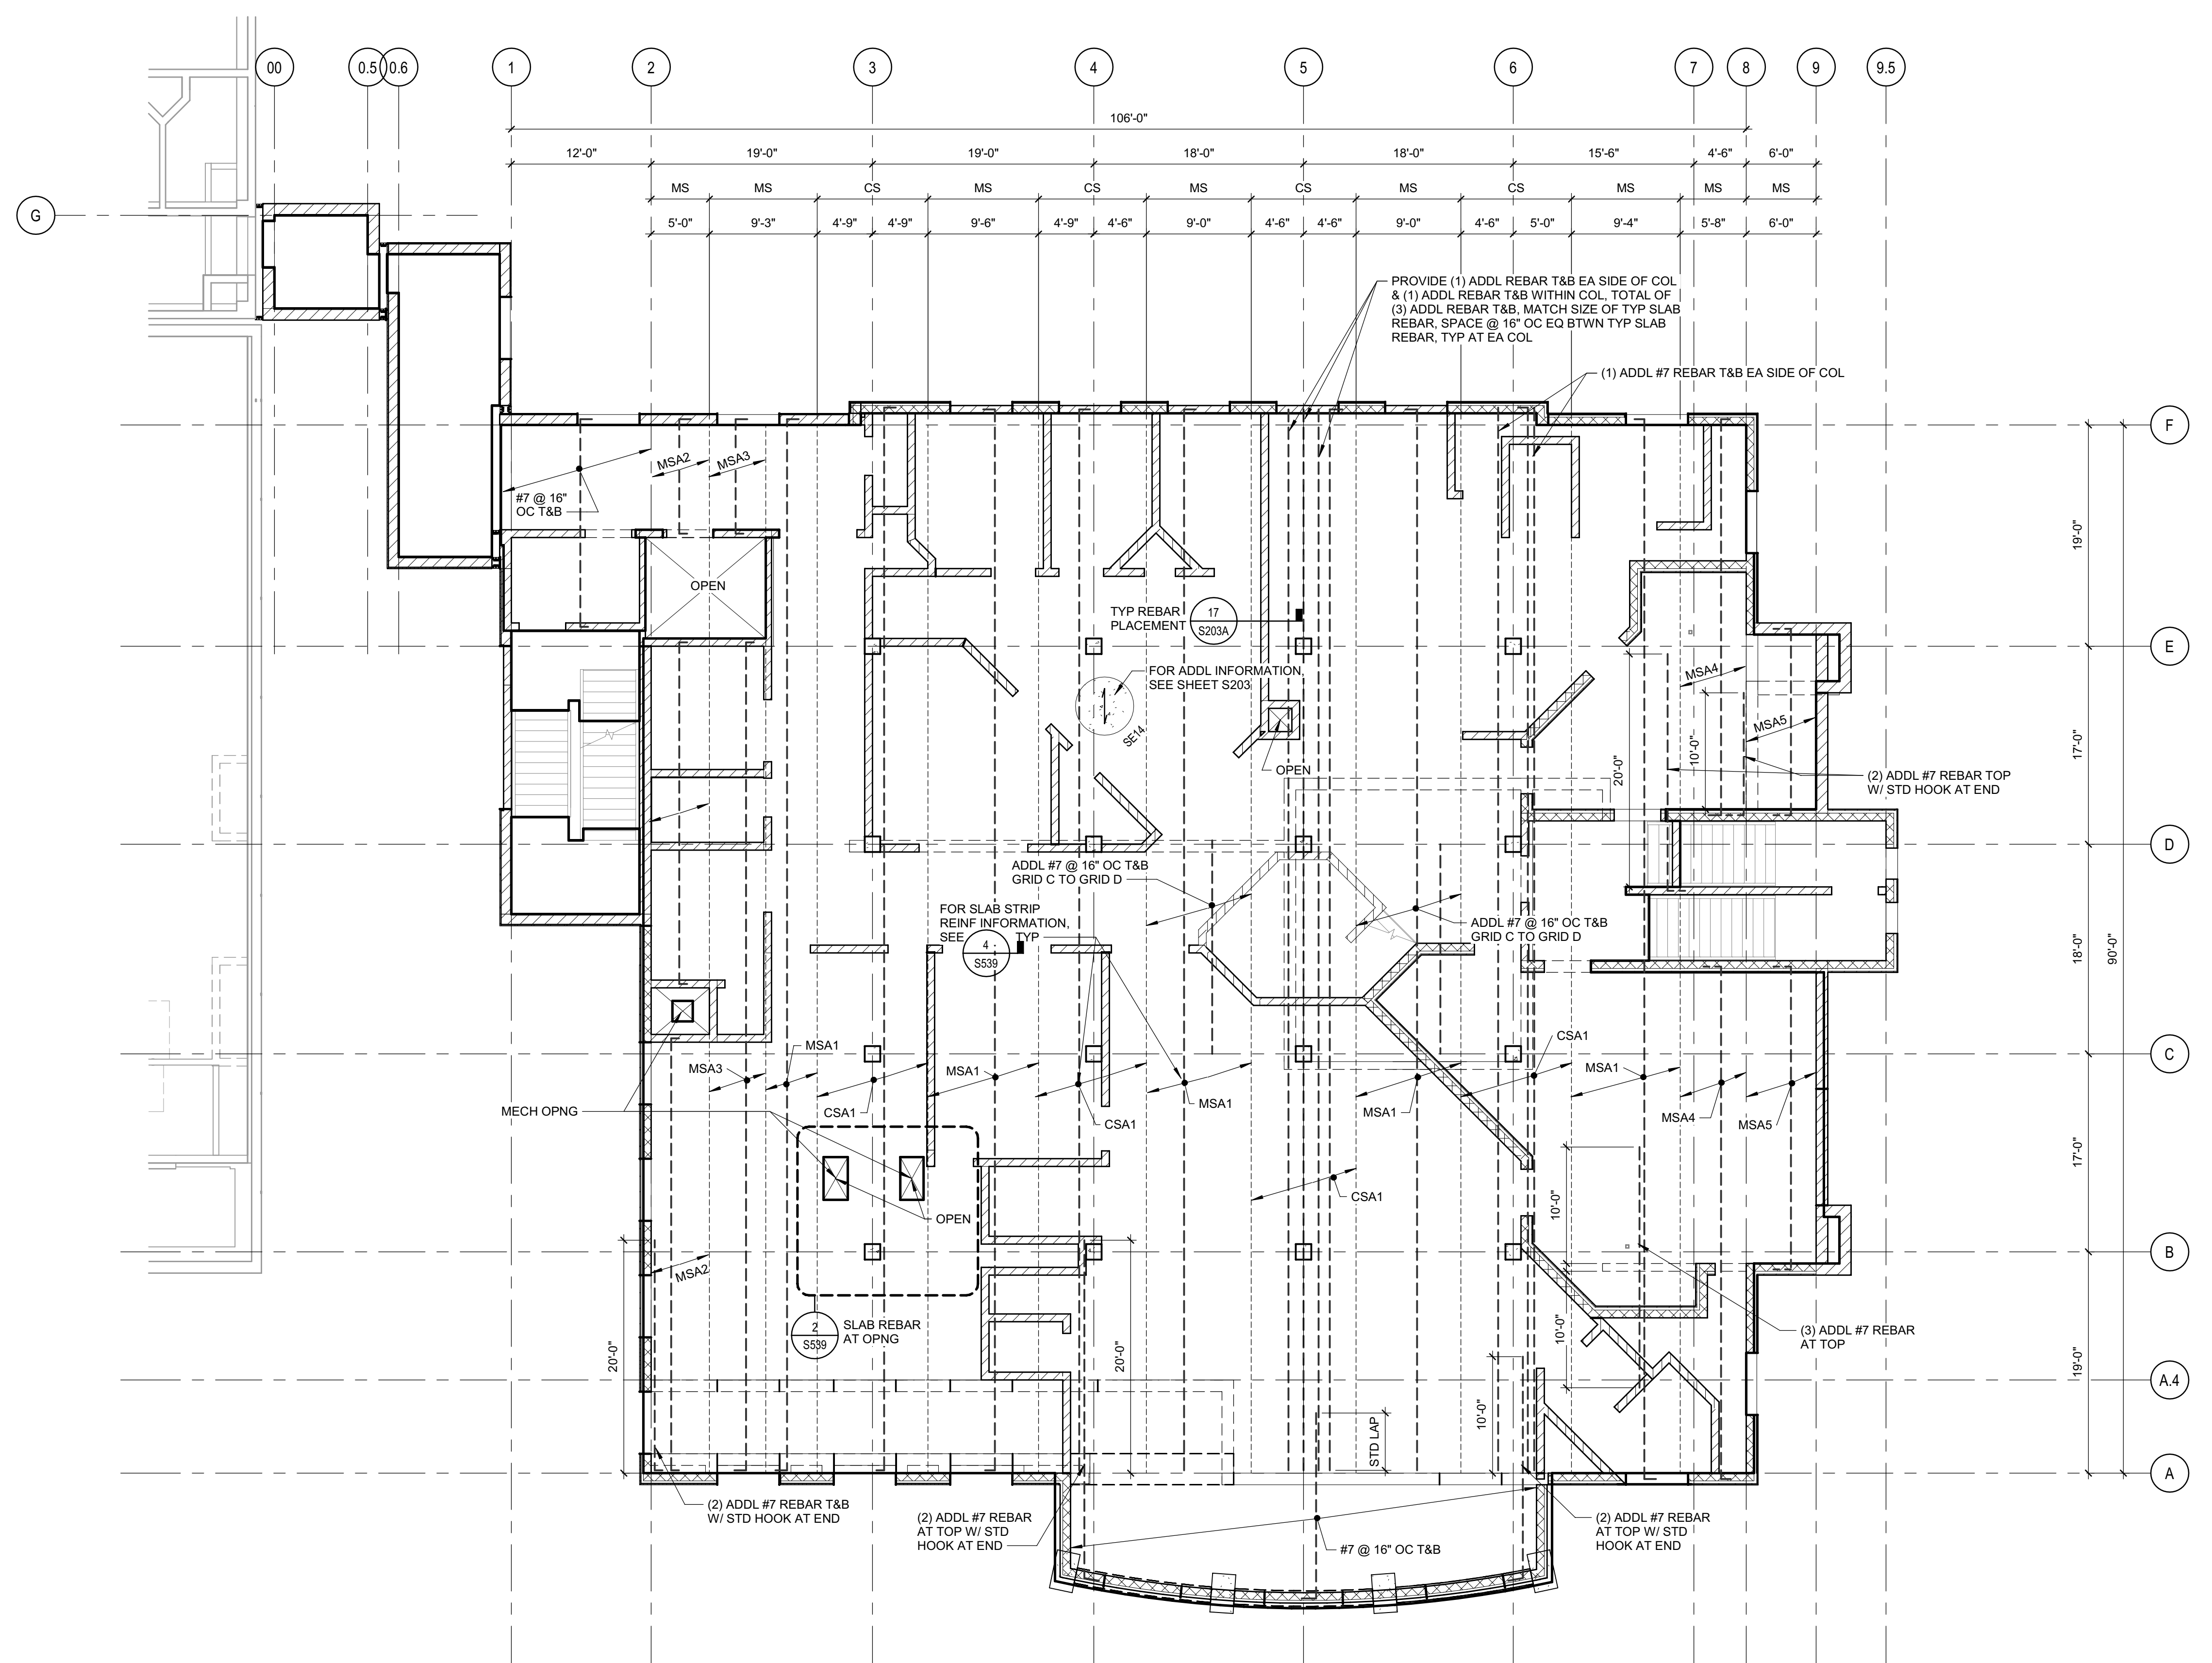 00 0.5 0.6 1 2 3 4 5 6 7 8 9 9.5
106'-0"
12'-0" 19'-0" 19'-0" 18'-0" 18'-0" 15'-6" 4'-6" 6'-0"
MS MS CS MS CS MS CS MS CS MS MS MS
G
5'-0" 9'-3" 4'-9" 4'-9" 9'-6" 4'-9" 4'-6" 9'-0" 4'-6" 4'-6" 9'-0" 4'-6" 5'-0" 9'-4" 5'-8" 6'-0"
PROVIDE (1) ADDL REBAR T&B EA SIDE OF COL
& (1) ADDL REBAR T&B WITHIN COL, TOTAL OF
(3) ADDL REBAR T&B, MATCH SIZE OF TYP SLAB
REBAR, SPACE @ 16" OC EQ BTWN TYP SLAB
REBAR, TYP AT EA COL
(1) ADDL #7 REBAR T&B EA SIDE OF COL
F
MSA2
MSA3
#7 @ 16"
OC T&B
19'-0"
OPEN
TYP REBAR
PLACEMENT
17
S203A
E
FOR ADDL INFORMATION,
SEE SHEET S203
SE14
MSA4
MSA5
10'-0"
20'-0"
17'-0"
OPEN
(2) ADDL #7 REBAR TOP
W/ STD HOOK AT END
D
ADDL #7 @ 16" OC T&B
GRID C TO GRID D
FOR SLAB STRIP
REINF INFORMATION,
SEE
TYP
4
S539
ADDL #7 @ 16" OC T&B
GRID C TO GRID D
18'-0"
90'-0"
CSA1
C
MSA1
MSA3
MSA1
MSA1
MECH OPNG
CSA1
MSA1
CSA1
MSA1
MSA4
MSA5
17'-0"
CSA1
10'-0"
OPEN
B
MSA2
2
S539
SLAB REBAR
AT OPNG
20'-0"
20'-0"
10'-0"
(3) ADDL #7 REBAR
AT TOP
19'-0"
A.4
10'-0"
STD LAP
A
(2) ADDL #7 REBAR T&B
W/ STD HOOK AT END
(2) ADDL #7 REBAR
AT TOP W/ STD
HOOK AT END
(2) ADDL #7 REBAR
AT TOP W/ STD
HOOK AT END
#7 @ 16" OC T&B